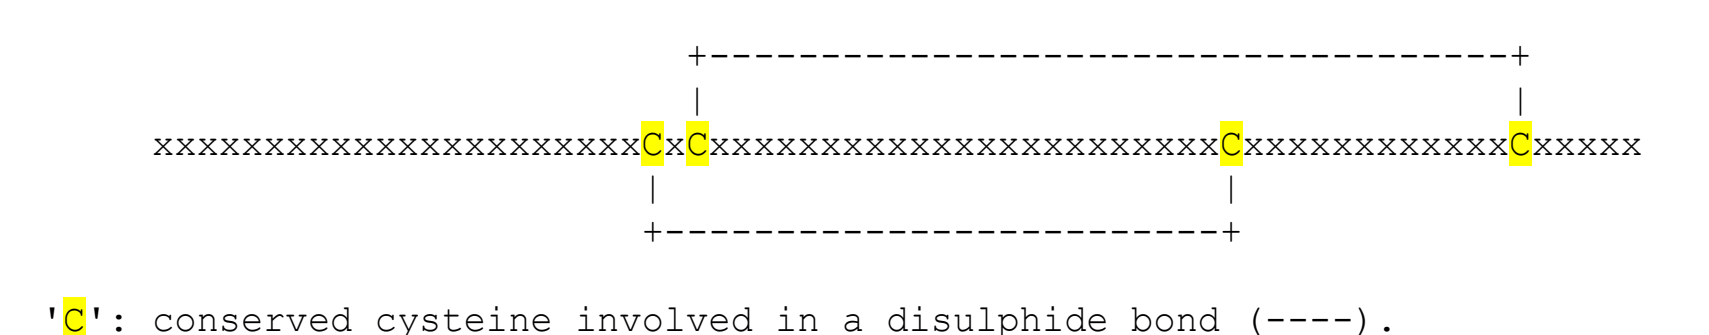 +------------------------------------+
| |
xxxxxxxxxxxxxxxxxxxxxxCxCxxxxxxxxxxxxxxxxxxxxxxxCxxxxxxxxxxxxCxxxxx
| |
+-------------------------+
'C': conserved cysteine involved in a disulphide bond (----).